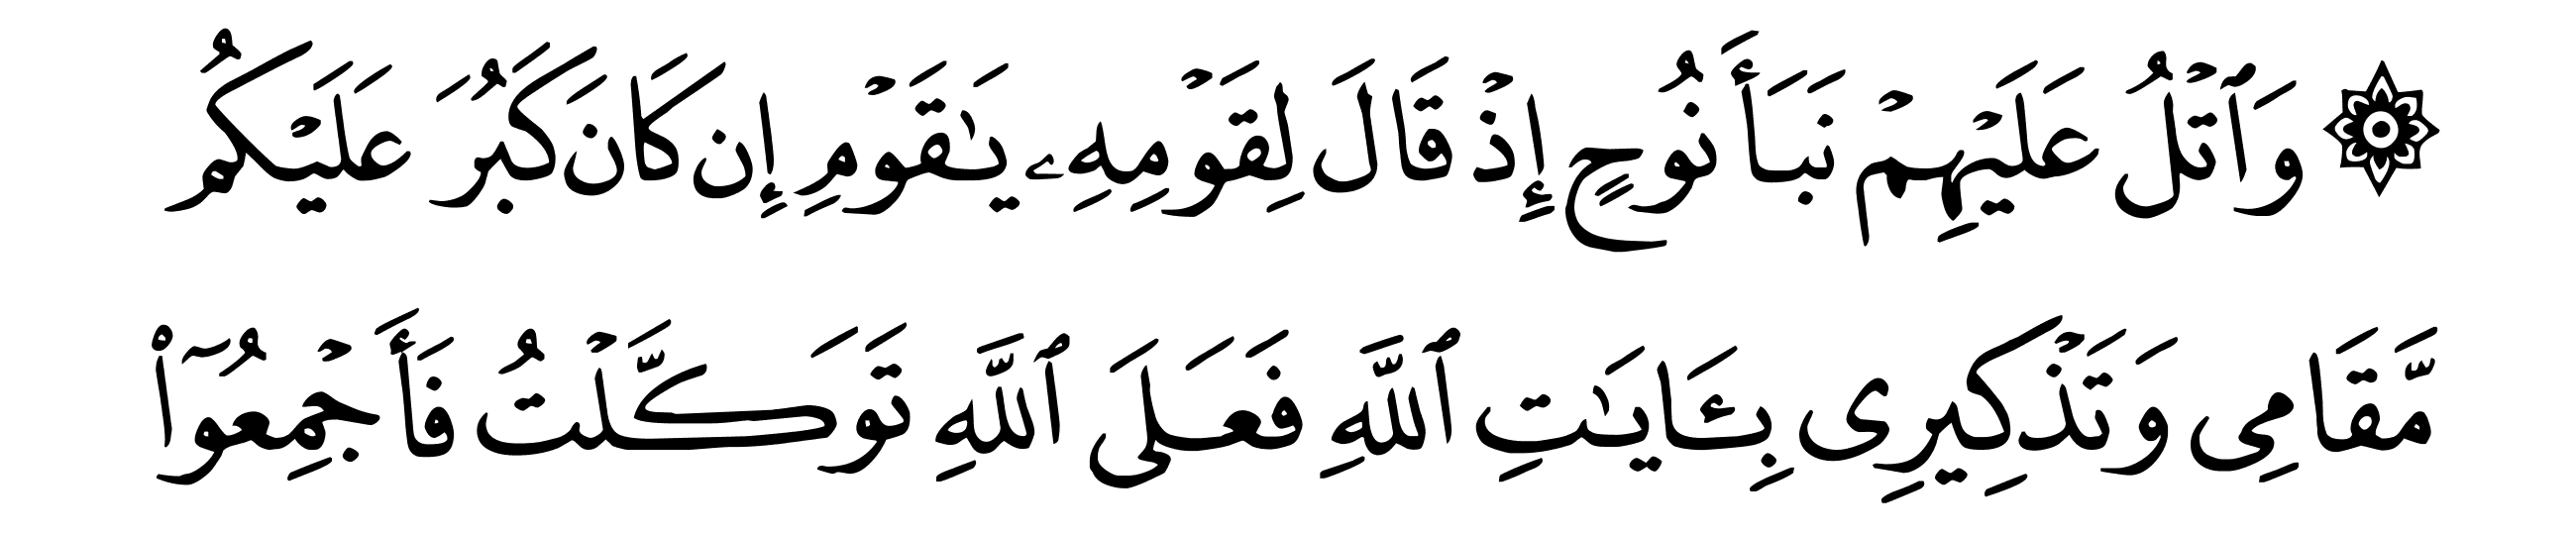 ۞ وَٱتۡلُ عَلَيۡهِمۡ نَبَأَ نُوحٍ إِذۡ قَالَ لِقَوۡمِهِۦ يَٰقَوۡمِ إِن كَانَ كَبُرَ عَلَيۡكُم
مَّقَامِي وَتَذۡكِيرِي بِـَٔايَٰتِ ٱللَّهِ فَعَلَى ٱللَّهِ تَوَكَّلۡتُ فَأَجۡمِعُوٓاْ